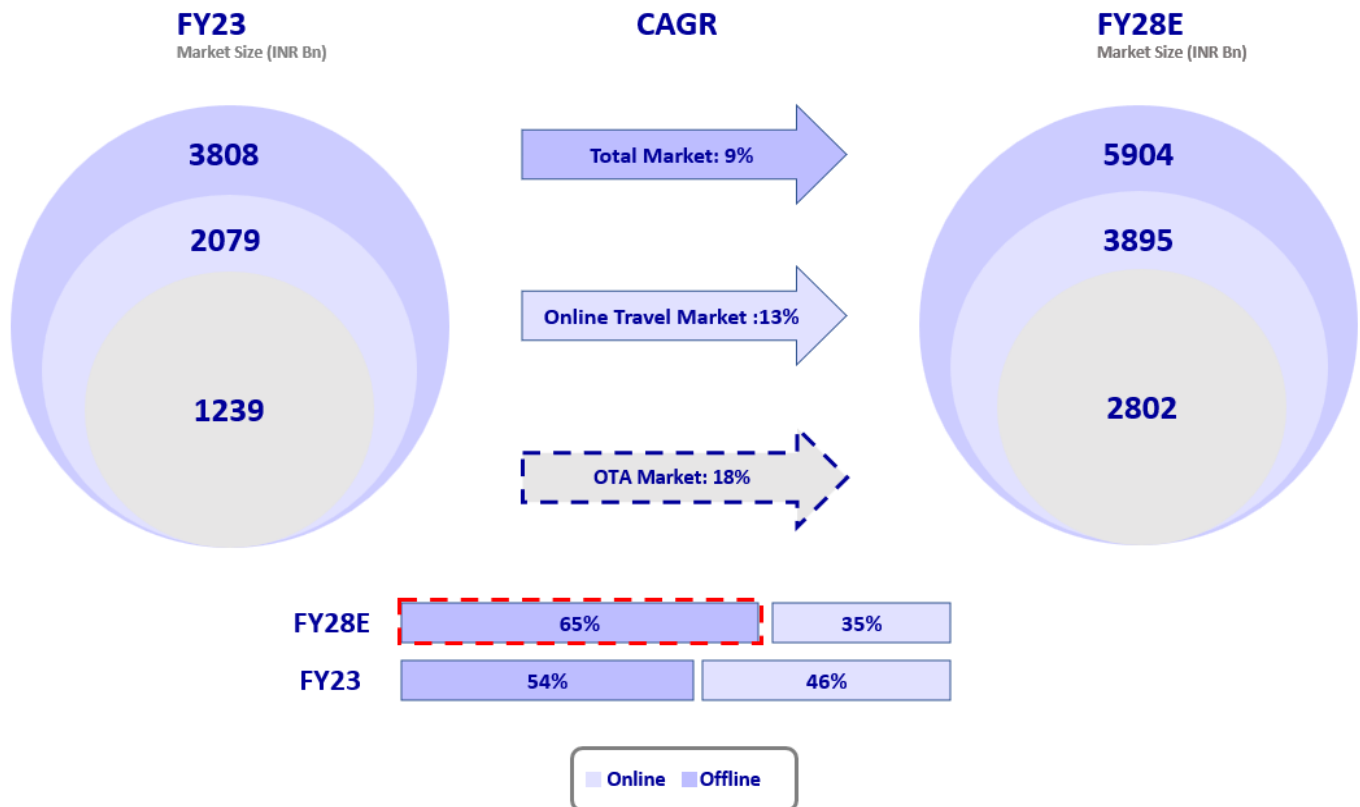 FY23
Market Size (INR Bn)
CAGR
FY28E
Market Size (INR Bn)
3808
Total Market: 9%
5904
2079
3895
Online Travel Market :13%
1239
2802
OTA Market: 18%
FY28E
65%
35%
FY23
54%
46%
Online
Offline